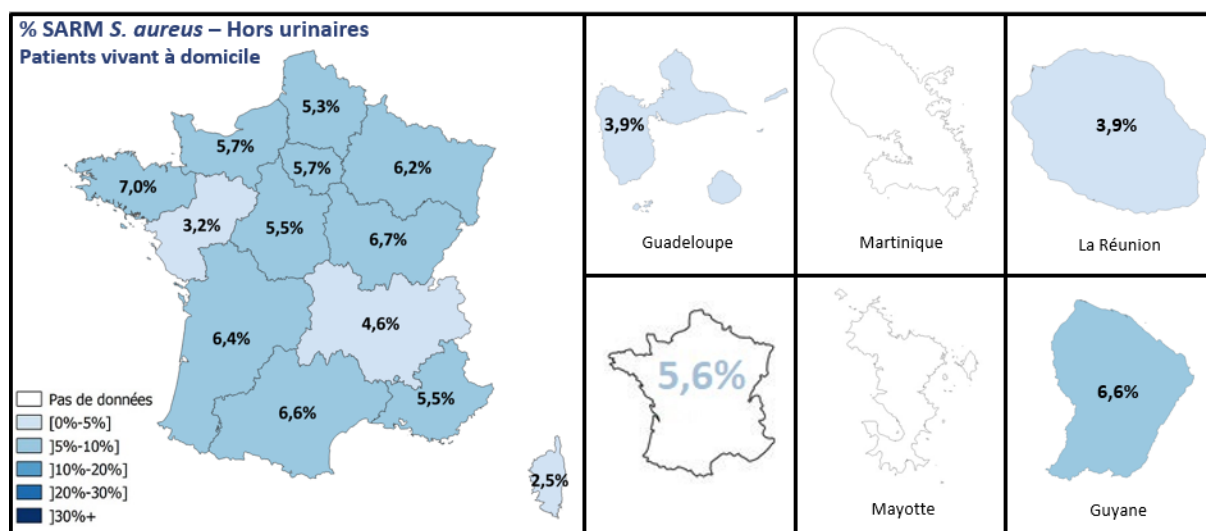 % SARM S. aureus – Hors urinaires
Patients vivant à domicile
5,3%
5,7%
5,7%
6,2%
7,0%
3,2%
5,5%
6,7%
6,4%
4,6%
6,6%
5,5%
2,5%
Pas de données
[0%-5%]
]5%-10%]
]10%-20%]
]20%-30%]
]30%+
3,9%
Guadeloupe
Martinique
3,9%
La Réunion
5,6%
Mayotte
6,6%
Guyane